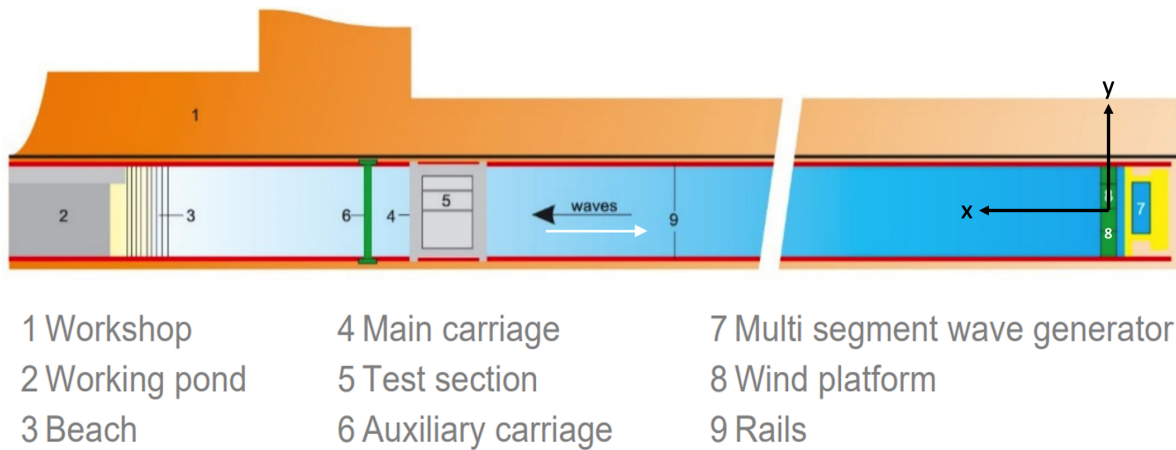 1
y
2
3
6
4
5
waves
9
x
8
7
1 Workshop
4 Main carriage
7 Multi segment wave generator
2 Working pond
5 Test section
8 Wind platform
3 Beach
6 Auxiliary carriage
9 Rails